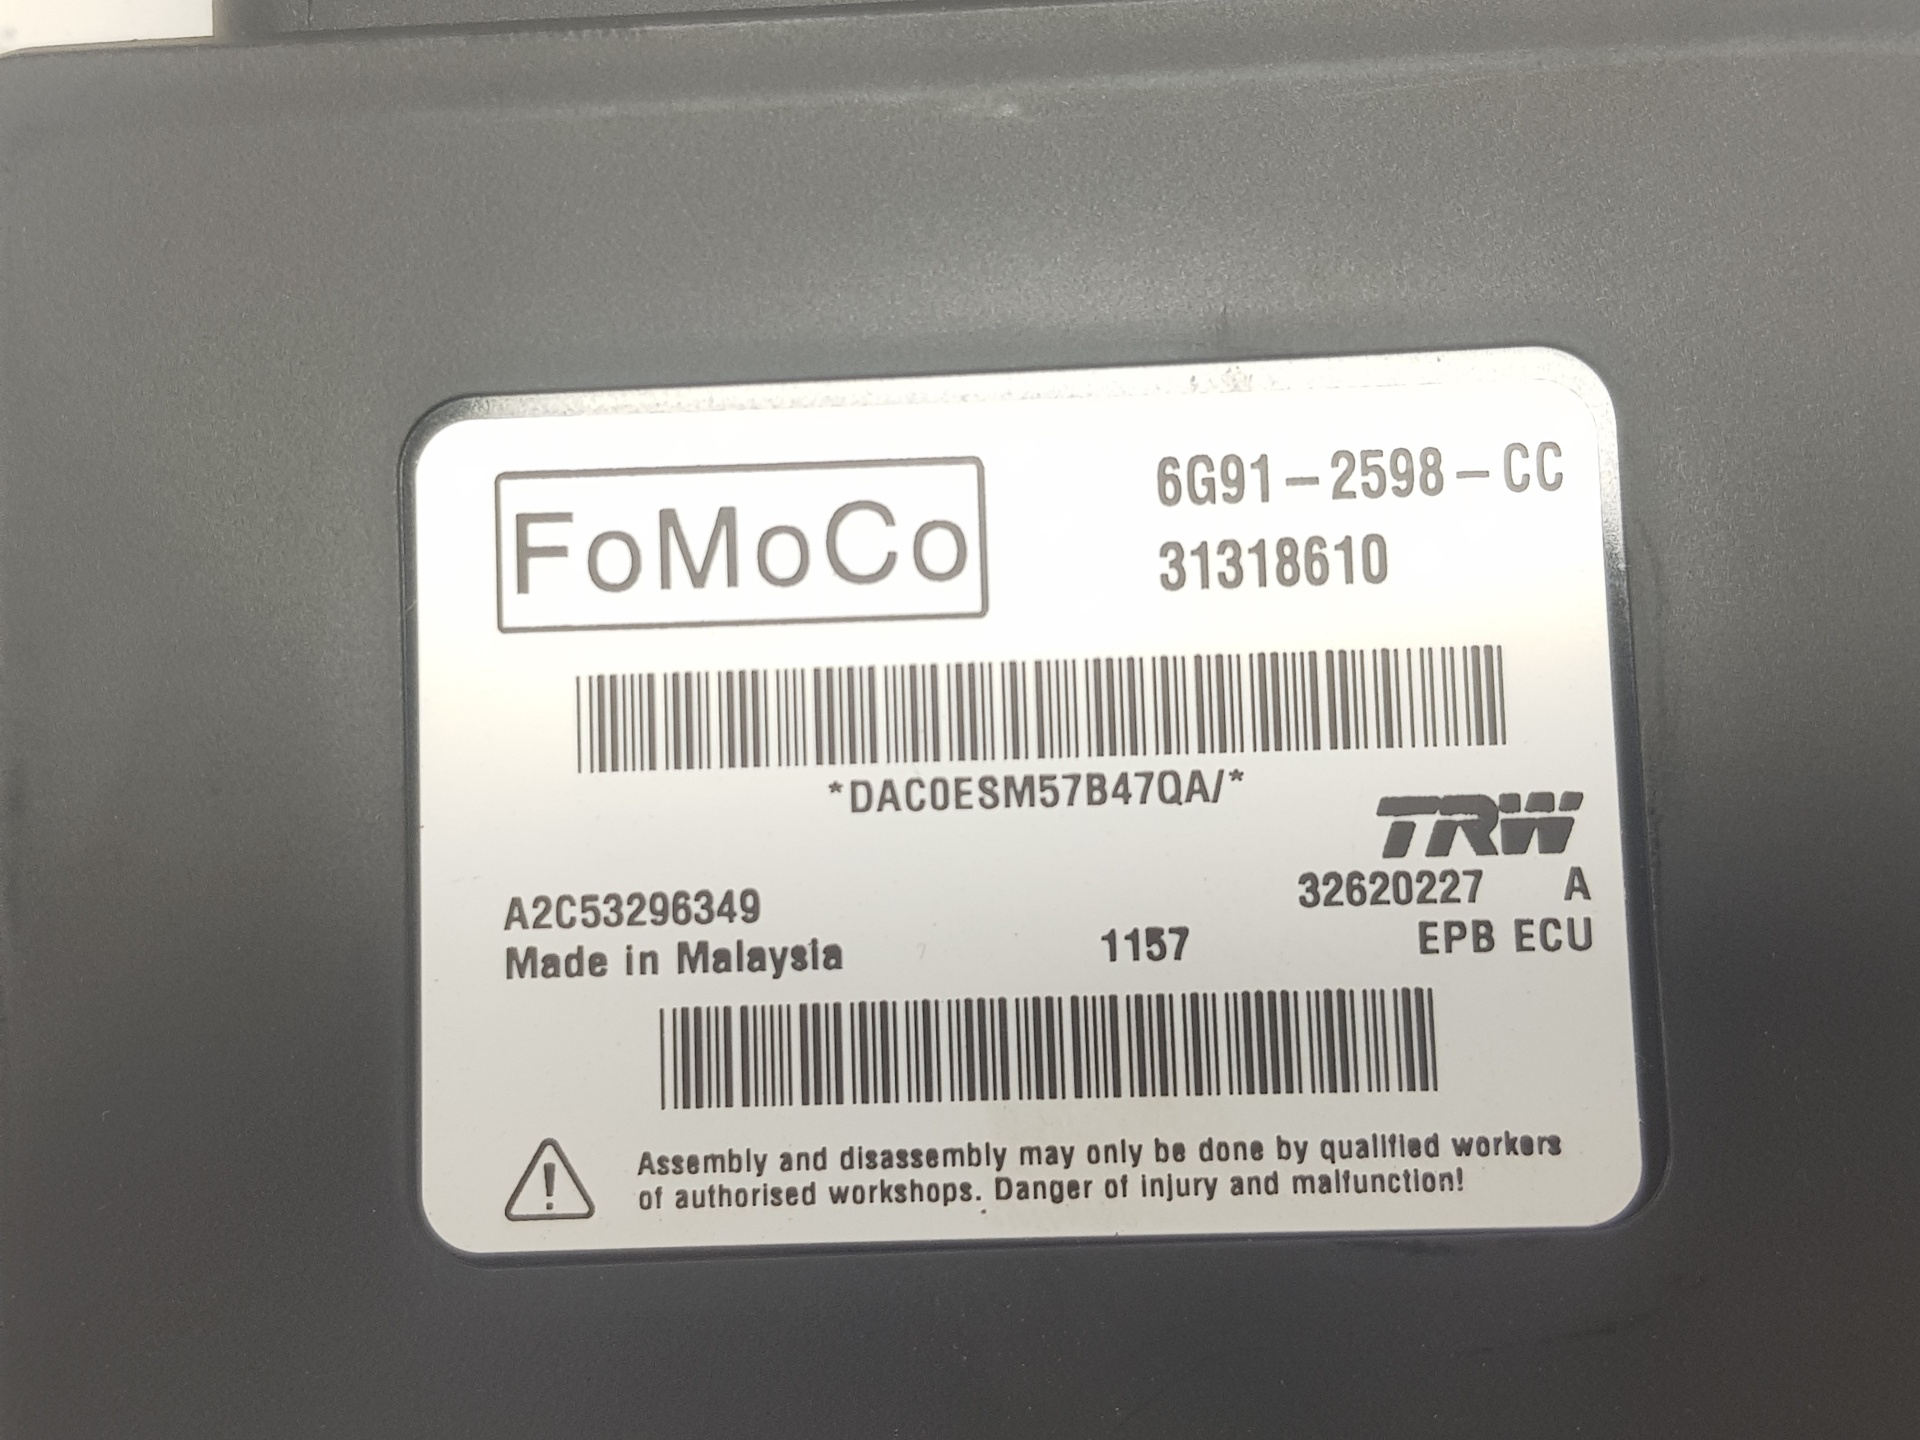 FoMoCo
6G91-2598-CC
31318610
*DAC0ESM57B47QA/*
TRW
A2C53296349
32620227 A
Made in Malaysia
1157
EPB ECU
Assembly and disassembly may only be done by qualified workers
of authorised workshops. Danger of injury and malfunction!